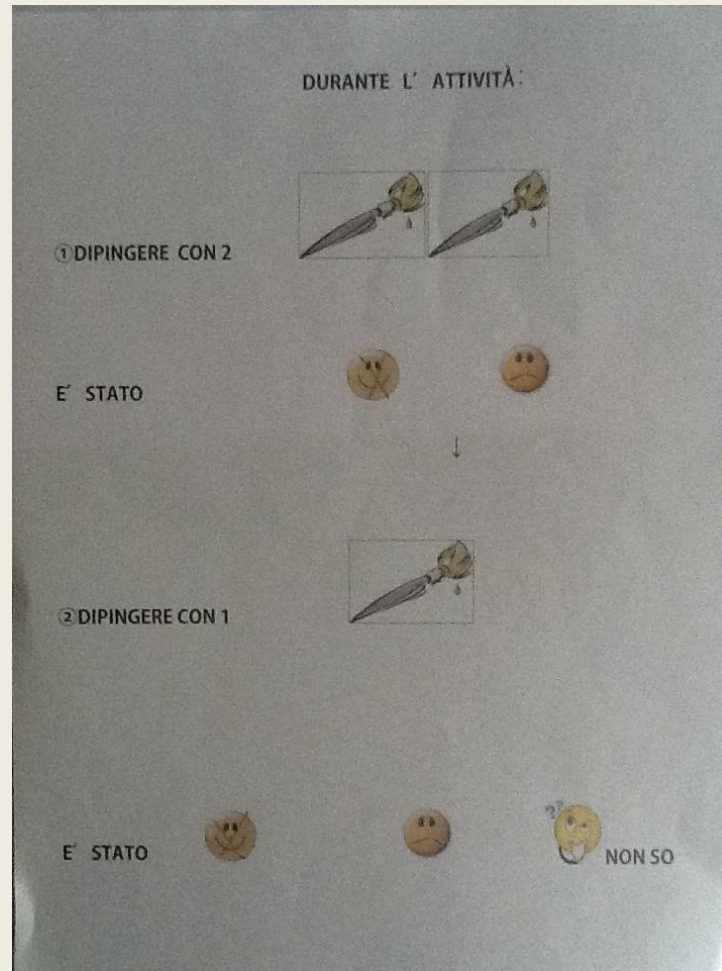 DURANTE L' ATTIVITÀ:
①DIPINGERE CON 2
E' STATO
②DIPINGERE CON 1
??
E' STATO
NON SO